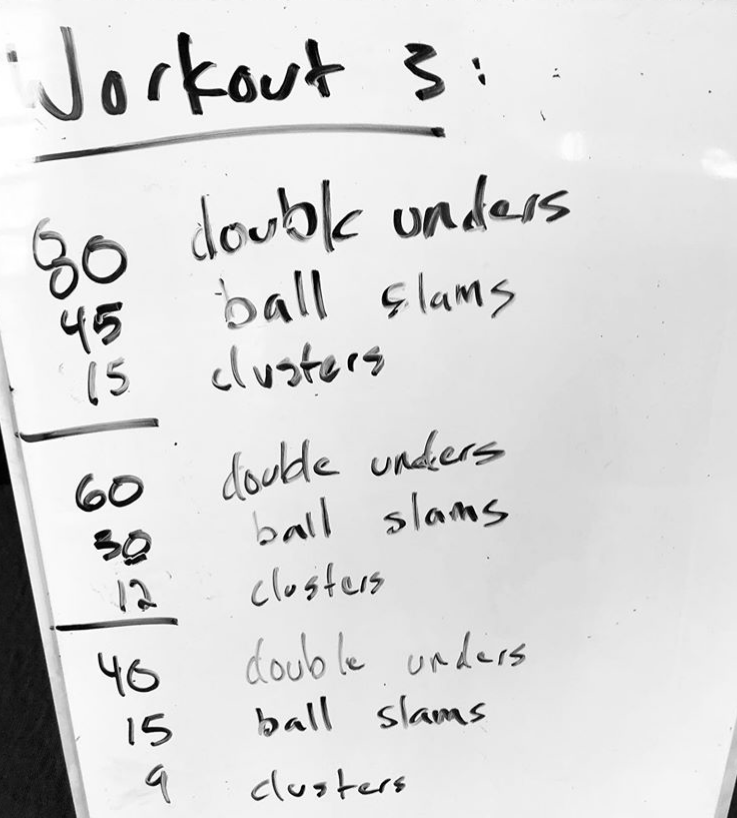 Workout 3:
80 double unders
45 ball slams
15 clusters
60 double unders
30 ball slams
12 clusters
40 double unders
15 ball slams
9 clusters